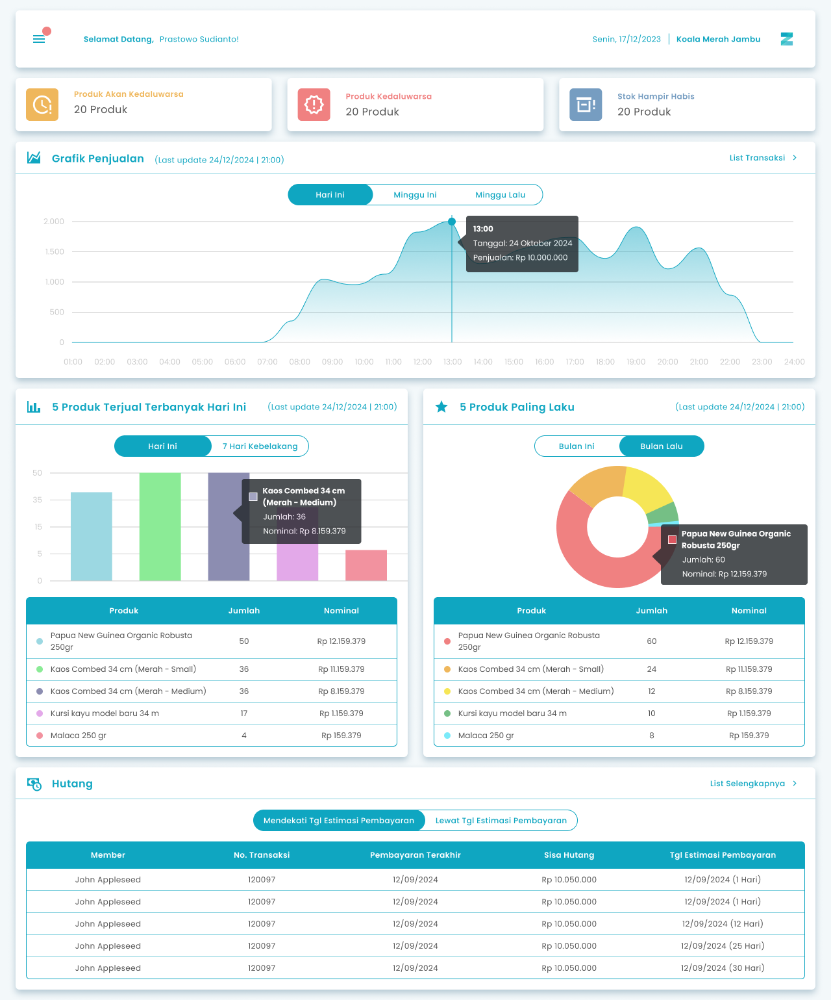 Selamat Datang, Prastowo Sudianto!
Senin, 17/12/2023 Koala Merah Jambu
Produk Akan Kedaluwarsa
20 Produk
Produk Kedaluwarsa
20 Produk
Stok Hampir Habis
20 Produk
Grafik Penjualan (Last update 24/12/2024 | 21:00)
List Transaksi
Hari Ini Minggu Ini Minggu Lalu
2.000
1.500
1.000
500
0
13:00
Tanggal: 24 Oktober 2024
Penjualan: Rp 10.000.000
01:00 02:00 03:00 04:00 05:00 06:00 07:00 08:00 09:00 10:00 11:00 12:00 13:00 14:00 15:00 16:00 17:00 18:00 19:00 20:00 21:00 22:00 23:00 24:00
5 Produk Terjual Terbanyak Hari Ini (Last update 24/12/2024 | 21:00)
Hari Ini 7 Hari Kebelakang
50
35
15
5
0
Kaos Combed 34 cm
(Merah - Medium)
Jumlah: 36
Nominal: Rp 8.159.379
Produk Jumlah Nominal
Papua New Guinea Organic Robusta
250gr
50 Rp 12.159.379
Kaos Combed 34 cm (Merah - Small) 36 Rp 11.159.379
Kaos Combed 34 cm (Merah - Medium) 36 Rp 8.159.379
Kursi kayu model baru 34 m 17 Rp 1.159.379
Malaca 250 gr 4 Rp 159.379
5 Produk Paling Laku (Last update 24/12/2024 | 21:00)
Bulan Ini Bulan Lalu
Papua New Guinea Organic
Robusta 250gr
Jumlah: 60
Nominal: Rp 12.159.379
Produk Jumlah Nominal
Papua New Guinea Organic Robusta
250gr
60 Rp 12.159.379
Kaos Combed 34 cm (Merah - Small) 24 Rp 11.159.379
Kaos Combed 34 cm (Merah - Medium) 12 Rp 8.159.379
Kursi kayu model baru 34 m 10 Rp 1.159.379
Malaca 250 gr 8 Rp 159.379
Hutang
List Selengkapnya
Mendekati Tgl Estimasi Pembayaran Lewat Tgl Estimasi Pembayaran
Member No. Transaksi Pembayaran Terakhir Sisa Hutang Tgl Estimasi Pembayaran
John Appleseed 120097 12/09/2024 Rp 10.050.000 12/09/2024 (1 Hari)
John Appleseed 120097 12/09/2024 Rp 10.050.000 12/09/2024 (1 Hari)
John Appleseed 120097 12/09/2024 Rp 10.050.000 12/09/2024 (12 Hari)
John Appleseed 120097 12/09/2024 Rp 10.050.000 12/09/2024 (25 Hari)
John Appleseed 120097 12/09/2024 Rp 10.050.000 12/09/2024 (30 Hari)